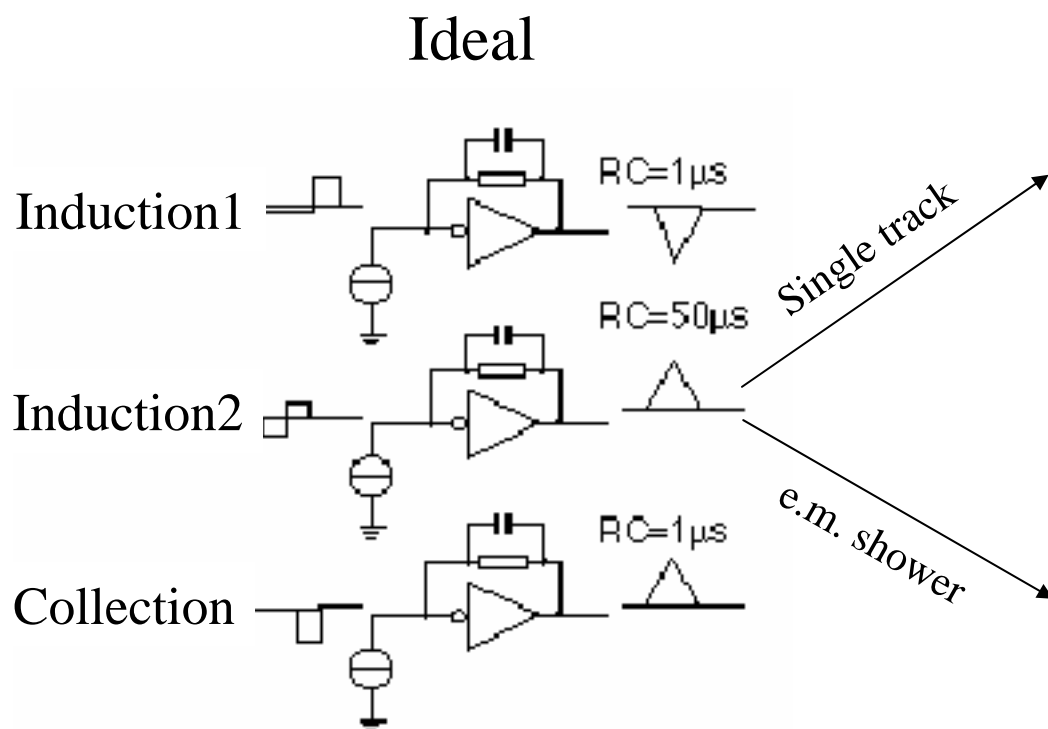 Ideal
Induction1
RC=1µs
Single track
RC=50µs
Induction2
e.m. shower
RC=1µs
Collection